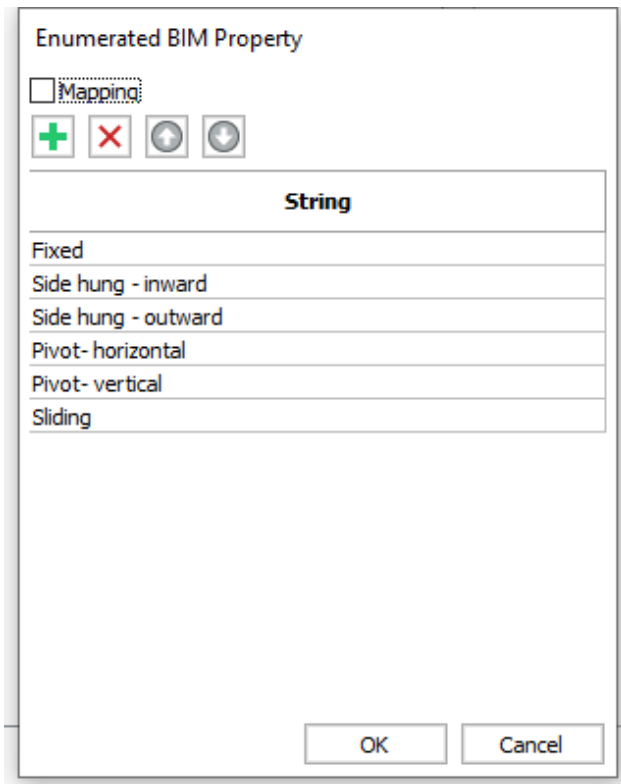 Enumerated BIM Property
Mapping
String
Fixed
Side hung - inward
Side hung - outward
Pivot- horizontal
Pivot- vertical
Sliding
OK Cancel